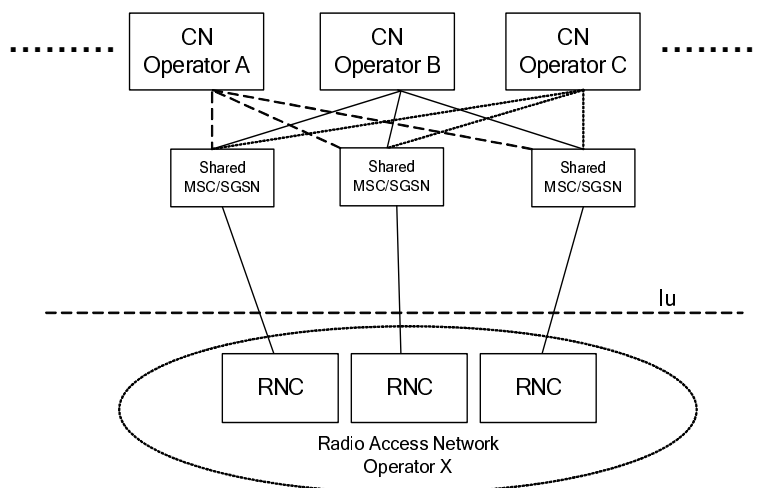 CN
Operator A
CN
Operator B
CN
Operator C
Shared
MSC/SGSN
Shared
MSC/SGSN
Shared
MSC/SGSN
Iu
RNC
RNC
RNC
Radio Access Network
Operator X